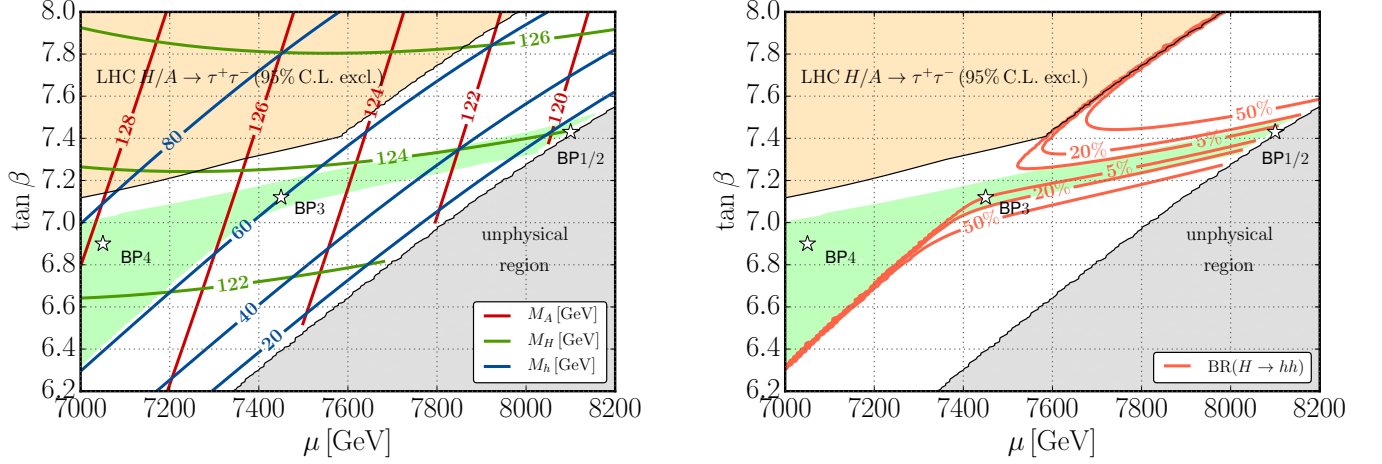 8.0
7.8
7.6
7.4
7.2
7.0
6.8
6.6
6.4
6.2
tan β
7000
7200
7400
7600
7800
8000
8200
μ [GeV]
LHC H/A → τ⁺τ⁻ (95% C.L. excl.)
128
126
124
122
120
126
124
122
80
60
40
20
BP1/2
BP3
BP4
unphysical
region
M_A [GeV]
M_H [GeV]
M_h [GeV]
8.0
7.8
7.6
7.4
7.2
7.0
6.8
6.6
6.4
6.2
tan β
7000
7200
7400
7600
7800
8000
8200
μ [GeV]
LHC H/A → τ⁺τ⁻ (95% C.L. excl.)
50%
20%
5%
5%
20%
50%
BP1/2
BP3
BP4
unphysical
region
BR(H → hh)